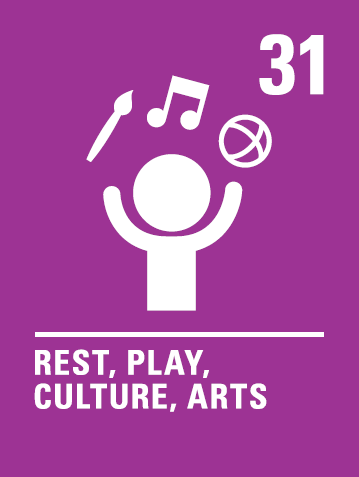 31
REST, PLAY,
CULTURE, ARTS